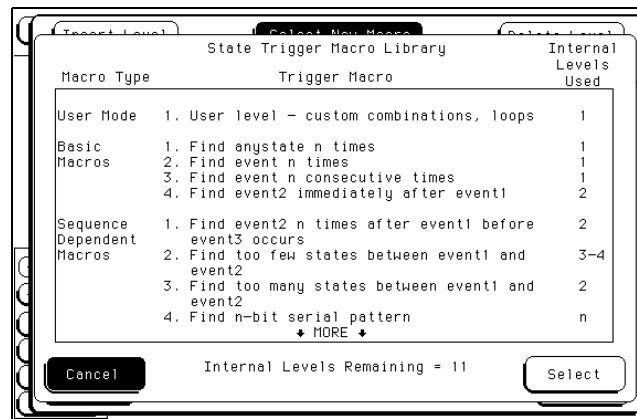 Select New Macro
State Trigger Macro Library
Internal Levels Used
Macro Type Trigger Macro
User Mode 1. User level – custom combinations, loops 1
Basic Macros
1. Find anystate n times 1
2. Find event n times 1
3. Find event n consecutive times 1
4. Find event2 immediately after event1 2
Sequence Dependent Macros
1. Find event2 n times after event1 before 2
event3 occurs
2. Find too few states between event1 and 3–4
event2
3. Find too many states between event1 and 2
event2
4. Find n-bit serial pattern n
↓ MORE ↓
Cancel
Internal Levels Remaining = 11
Select